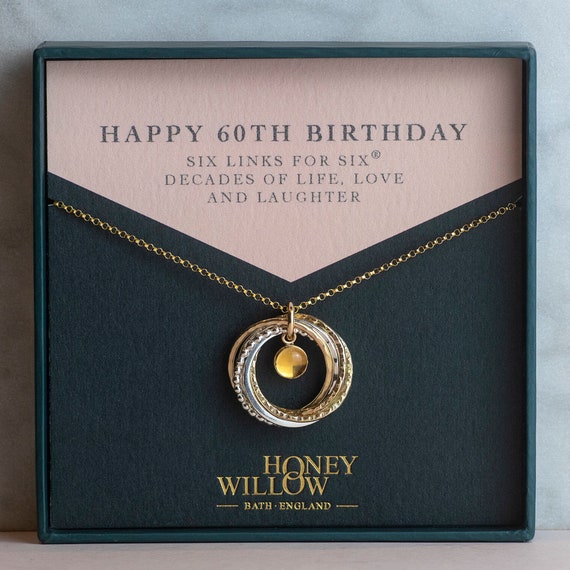 HAPPY 60TH BIRTHDAY
SIX LINKS FOR SIX®
DECADES OF LIFE, LOVE
AND LAUGHTER
HONEY
WILLOW
BATH · ENGLAND